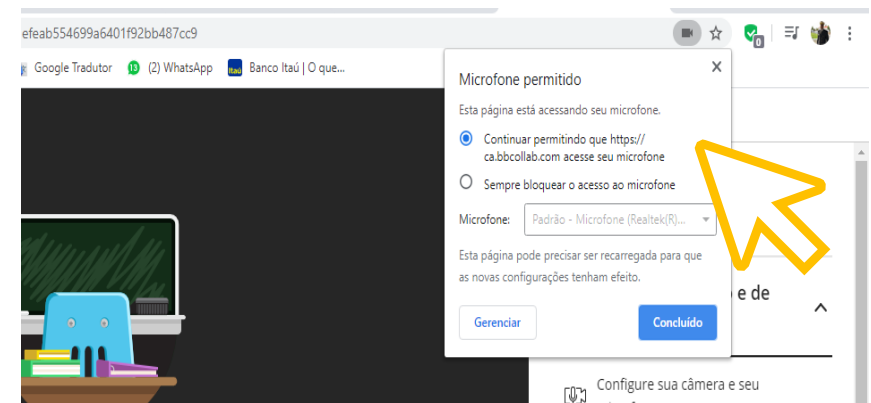 efeab554699a6401f92bb487cc9
0
Google Tradutor
13
(2) WhatsApp
Itaú
Banco Itaú | O que...
Microfone permitido
X
Esta página está acessando seu microfone.
Continuar permitindo que https://
ca.bbcollab.com acesse seu microfone
Sempre bloquear o acesso ao microfone
Microfone:
Padrão - Microfone (Realtek(R)...
Esta página pode precisar ser recarregada para que
as novas configurações tenham efeito.
Gerenciar
Concluído
e de
Configure sua câmera e seu